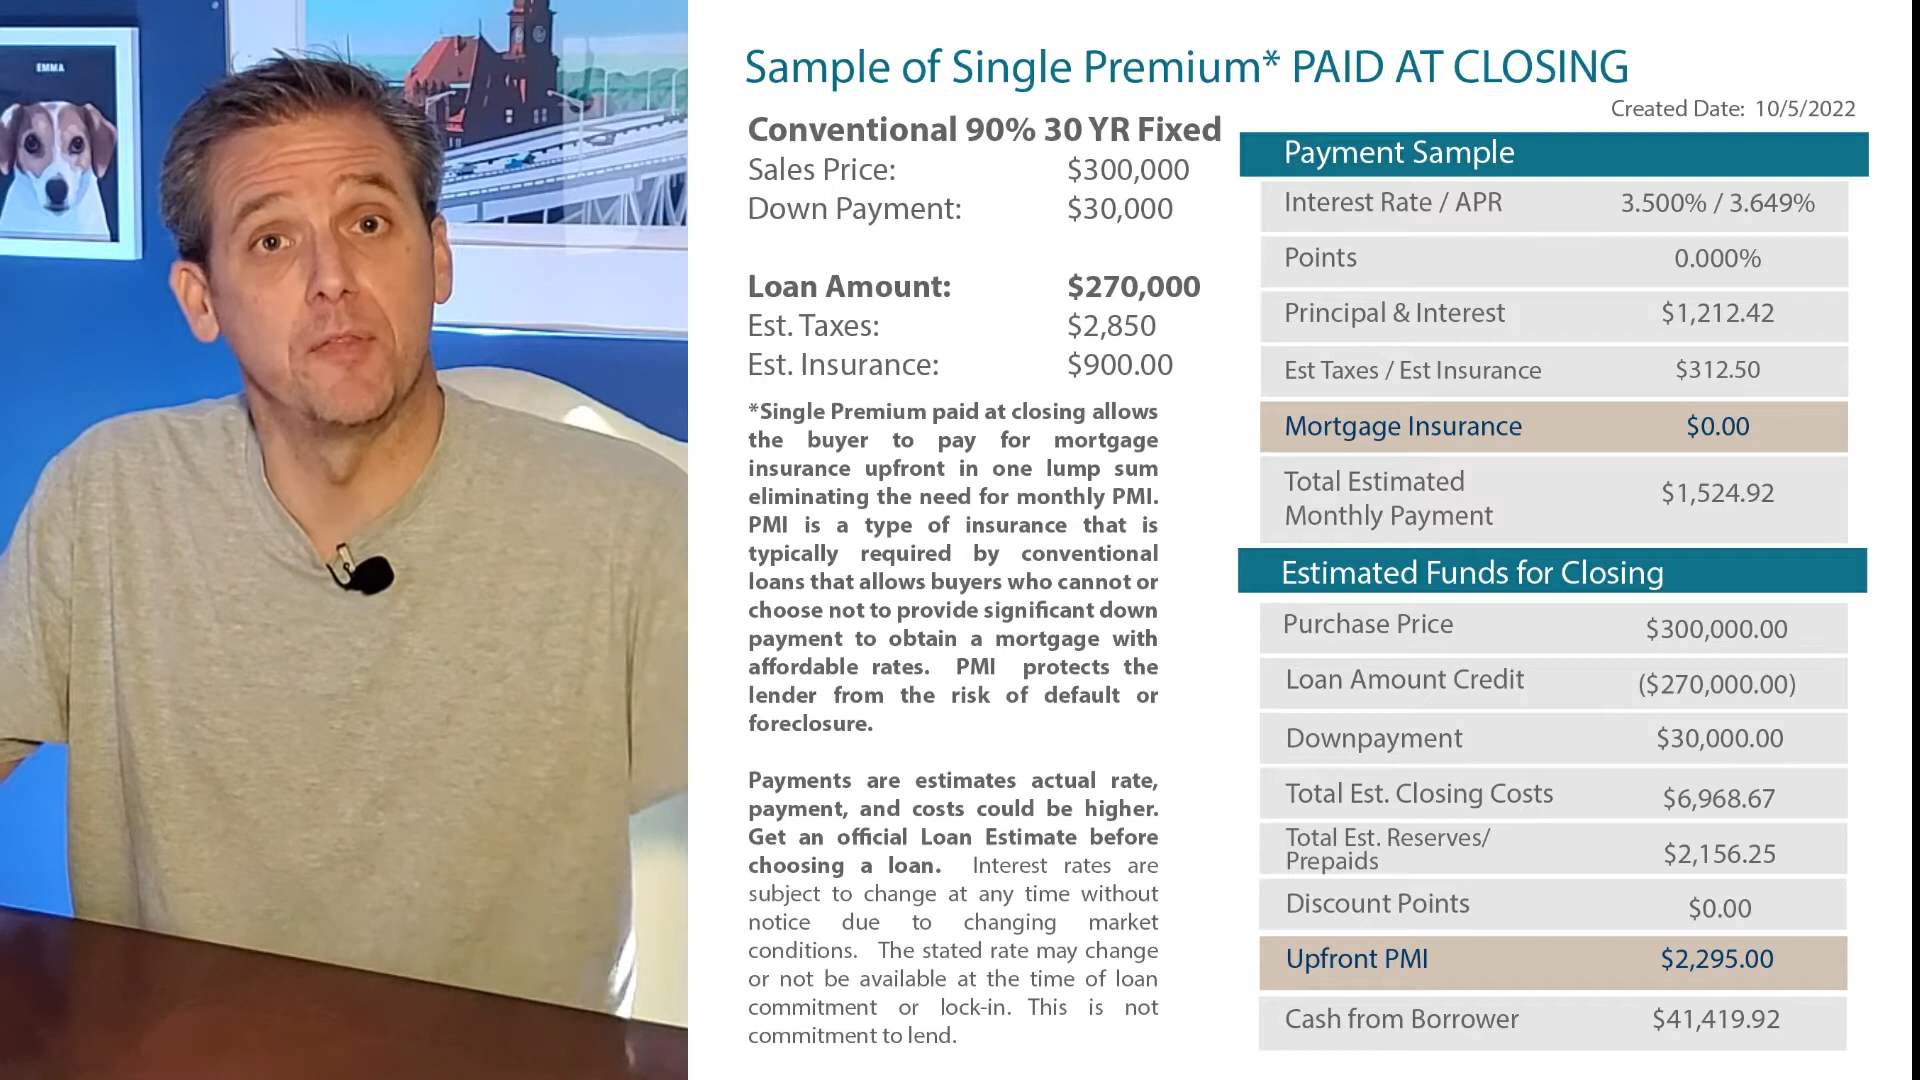 EMMA
Sample of Single Premium* PAID AT CLOSING
Created Date: 10/5/2022
Conventional 90% 30 YR Fixed
Sales Price: $300,000
Down Payment: $30,000
Loan Amount: $270,000
Est. Taxes: $2,850
Est. Insurance: $900.00
*Single Premium paid at closing allows
the buyer to pay for mortgage
insurance upfront in one lump sum
eliminating the need for monthly PMI.
PMI is a type of insurance that is
typically required by conventional
loans that allows buyers who cannot or
choose not to provide significant down
payment to obtain a mortgage with
affordable rates. PMI protects the
lender from the risk of default or
foreclosure.
Payments are estimates actual rate,
payment, and costs could be higher.
Get an official Loan Estimate before
choosing a loan. Interest rates are
subject to change at any time without
notice due to changing market
conditions. The stated rate may change
or not be available at the time of loan
commitment or lock-in. This is not
commitment to lend.
Payment Sample
Interest Rate / APR 3.500% / 3.649%
Points 0.000%
Principal & Interest $1,212.42
Est Taxes / Est Insurance $312.50
Mortgage Insurance $0.00
Total Estimated
Monthly Payment $1,524.92
Estimated Funds for Closing
Purchase Price $300,000.00
Loan Amount Credit ($270,000.00)
Downpayment $30,000.00
Total Est. Closing Costs $6,968.67
Total Est. Reserves/
Prepaids $2,156.25
Discount Points $0.00
Upfront PMI $2,295.00
Cash from Borrower $41,419.92